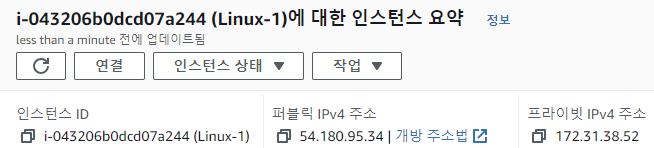 i-043206b0dcd07a244 (Linux-1)에 대한 인스턴스 요약 정보
less than a minute 전에 업데이트됨
연결 인스턴스 상태 작업
인스턴스 ID 퍼블릭 IPv4 주소 프라이빗 IPv4 주소
i-043206b0dcd07a244 (Linux-1) 54.180.95.34 | 개방 주소법 172.31.38.52